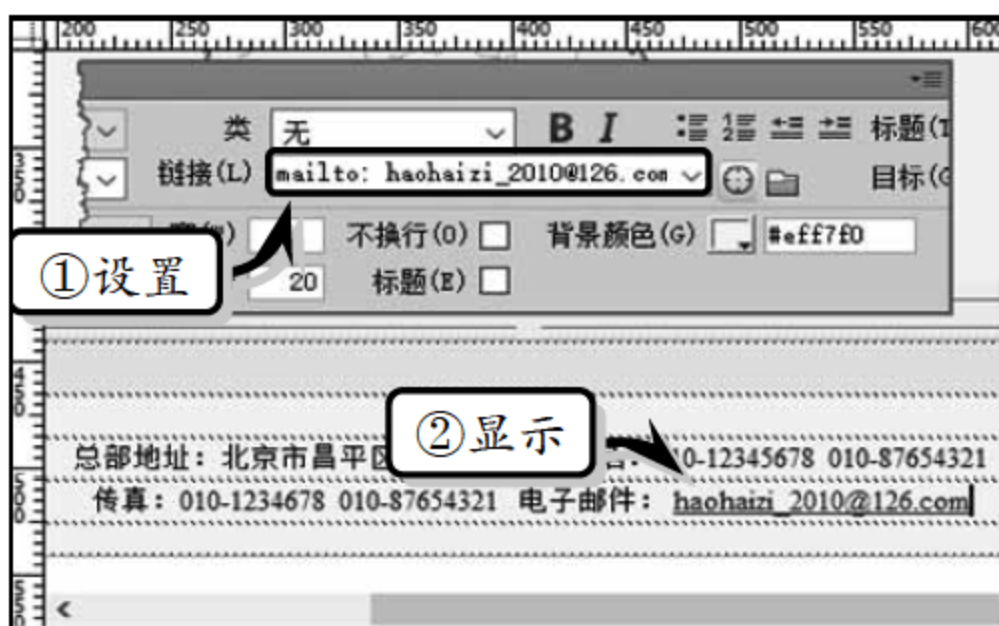 200 250 300 350 400 450 500 550 600
类 无 B I 标题(T
链接(L) mailto: haohaizi_2010@126.com 目标(G
不换行(O) 背景颜色(G) #eff7f0
①设置
20 标题(E)
②显示
总部地址：北京市昌平区 010-12345678 010-87654321
传真：010-1234678 010-87654321 电子邮件： haohaizi_2010@126.com